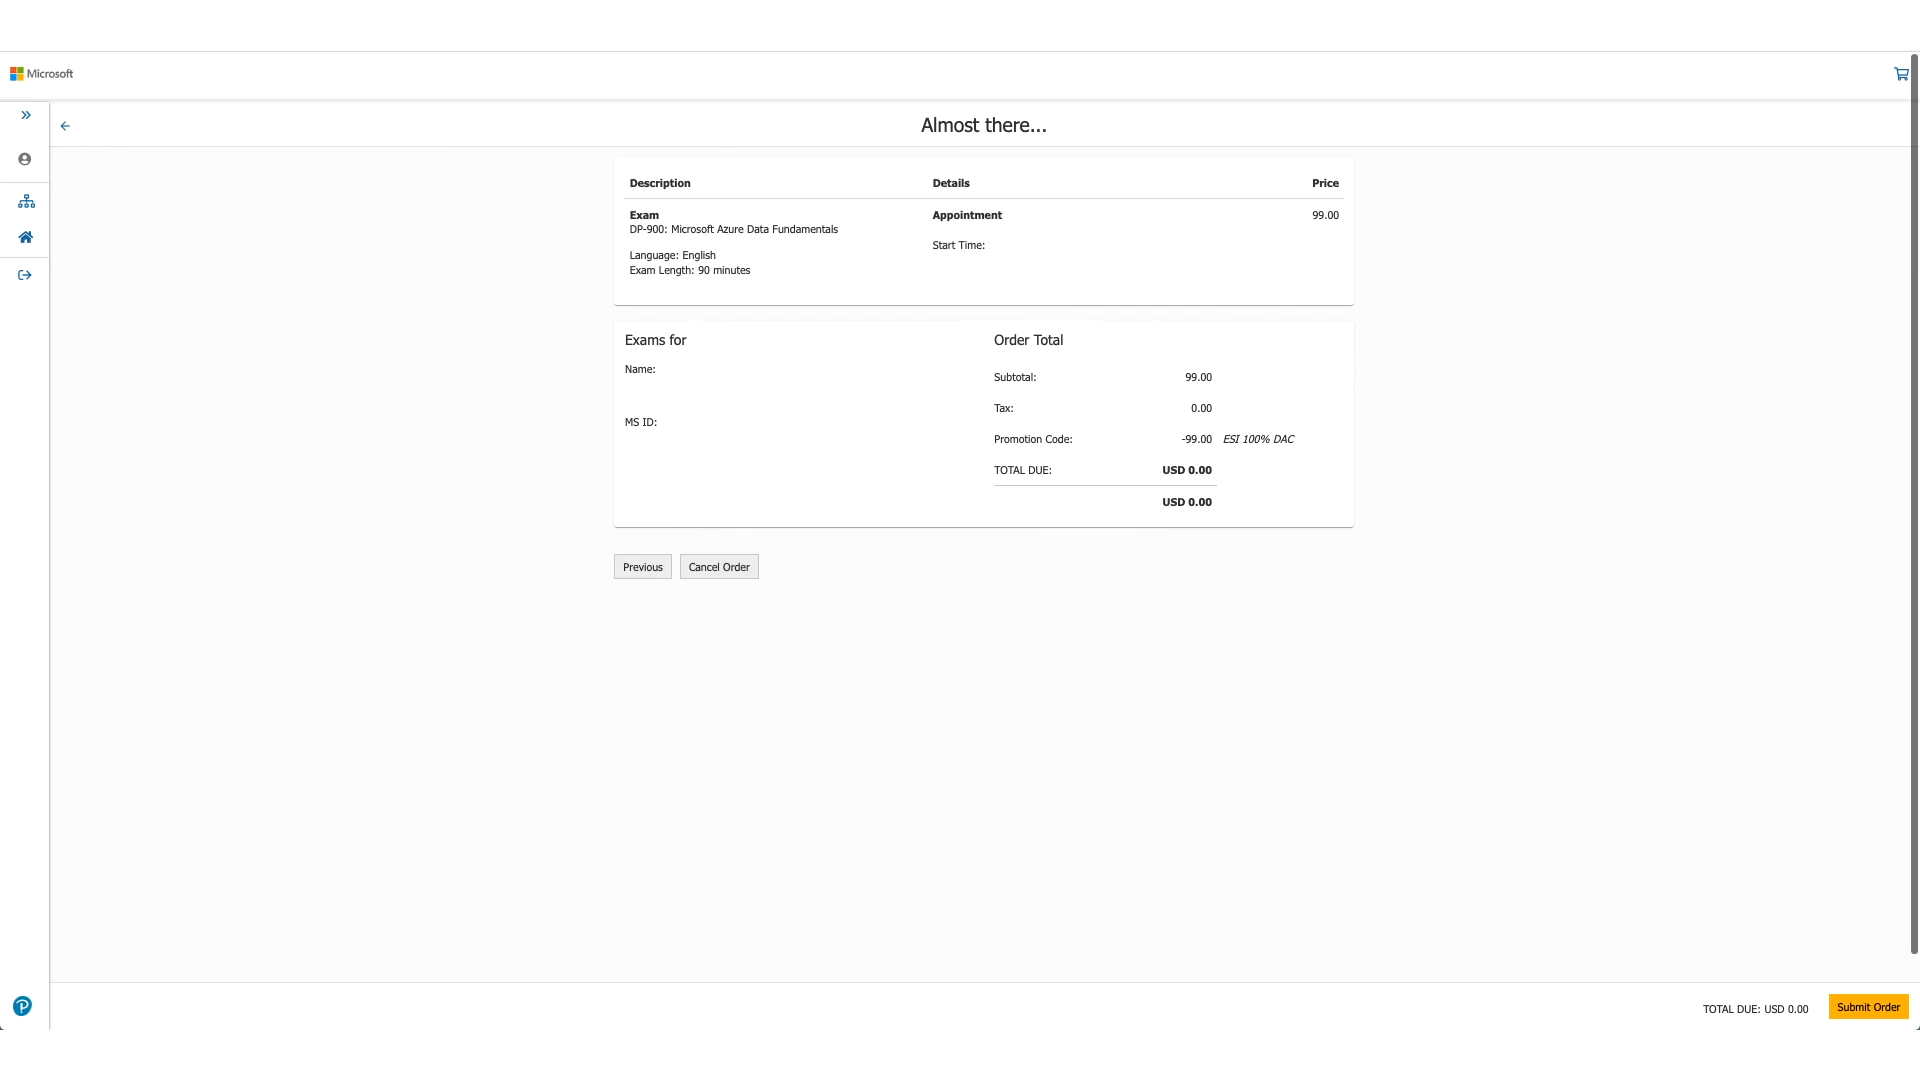 Microsoft
Almost there...
Description Details Price
Exam Appointment 99.00
DP-900: Microsoft Azure Data Fundamentals
Start Time:
Language: English
Exam Length: 90 minutes
Exams for
Name:
MS ID:
Order Total
Subtotal: 99.00
Tax: 0.00
Promotion Code: -99.00 ESI 100% DAC
TOTAL DUE: USD 0.00
USD 0.00
Previous Cancel Order
TOTAL DUE: USD 0.00 Submit Order